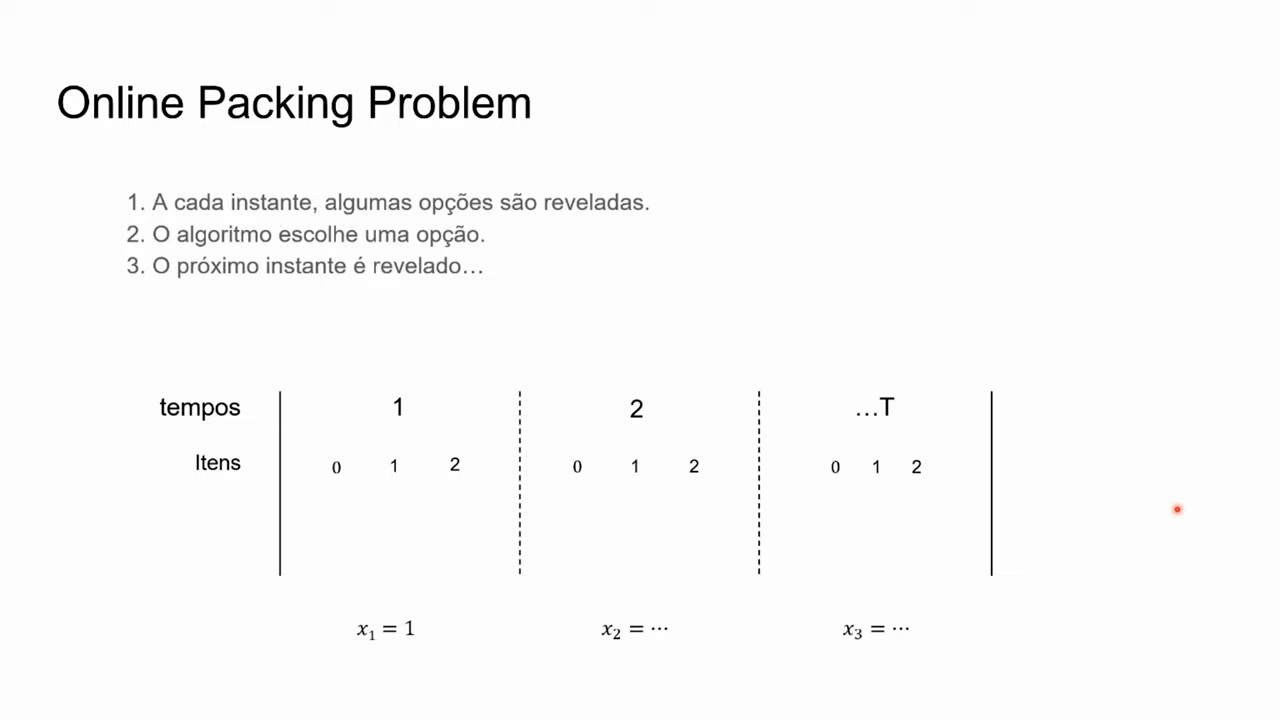 Online Packing Problem
1. A cada instante, algumas opções são reveladas.
2. O algoritmo escolhe uma opção.
3. O próximo instante é revelado…
tempos 1 2 …T
Itens 0 1 2 0 1 2 0 1 2
x₁ = 1 x₂ = ⋯ x₃ = ⋯